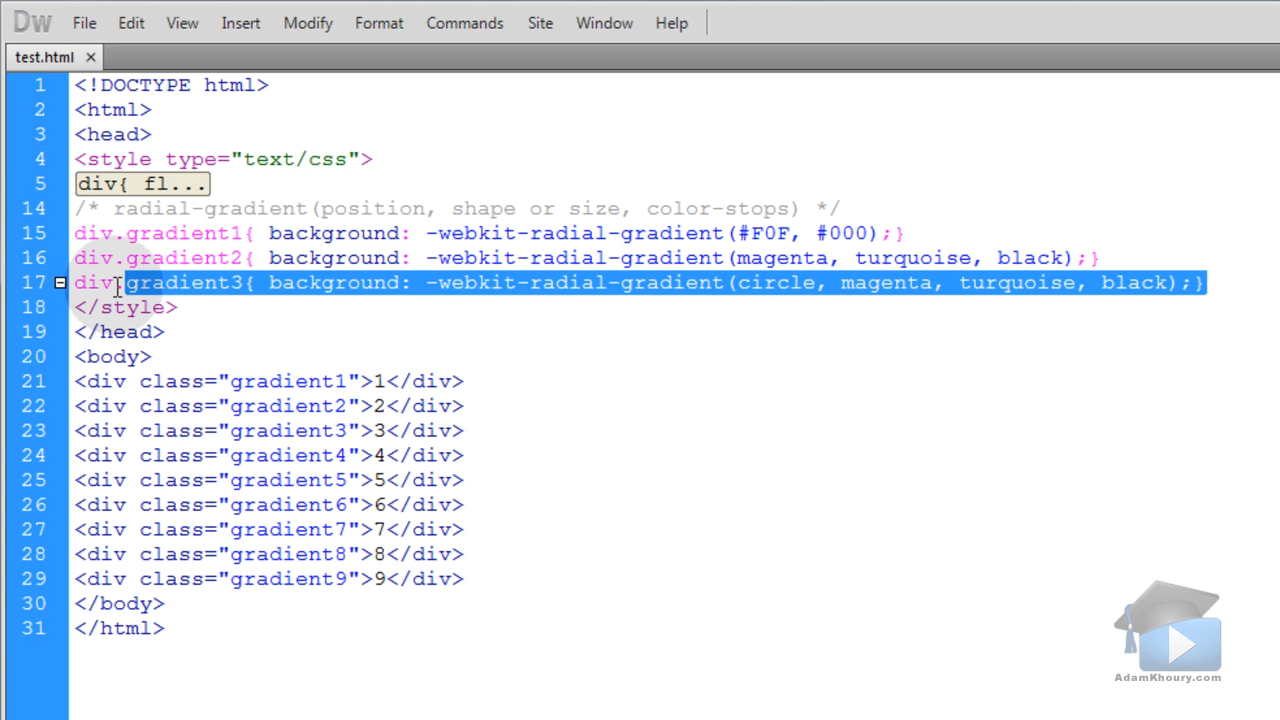 Dw File Edit View Insert Modify Format Commands Site Window Help
test.html ×
1 <!DOCTYPE html>
2 <html>
3 <head>
4 <style type="text/css">
5 div{ fl...
14 /* radial-gradient(position, shape or size, color-stops) */
15 div.gradient1{ background: -webkit-radial-gradient(#F0F, #000);}
16 div.gradient2{ background: -webkit-radial-gradient(magenta, turquoise, black);}
17 div.gradient3{ background: -webkit-radial-gradient(circle, magenta, turquoise, black);}
18 </style>
19 </head>
20 <body>
21 <div class="gradient1">1</div>
22 <div class="gradient2">2</div>
23 <div class="gradient3">3</div>
24 <div class="gradient4">4</div>
25 <div class="gradient5">5</div>
26 <div class="gradient6">6</div>
27 <div class="gradient7">7</div>
28 <div class="gradient8">8</div>
29 <div class="gradient9">9</div>
30 </body>
31 </html>
AdamKhoury.com